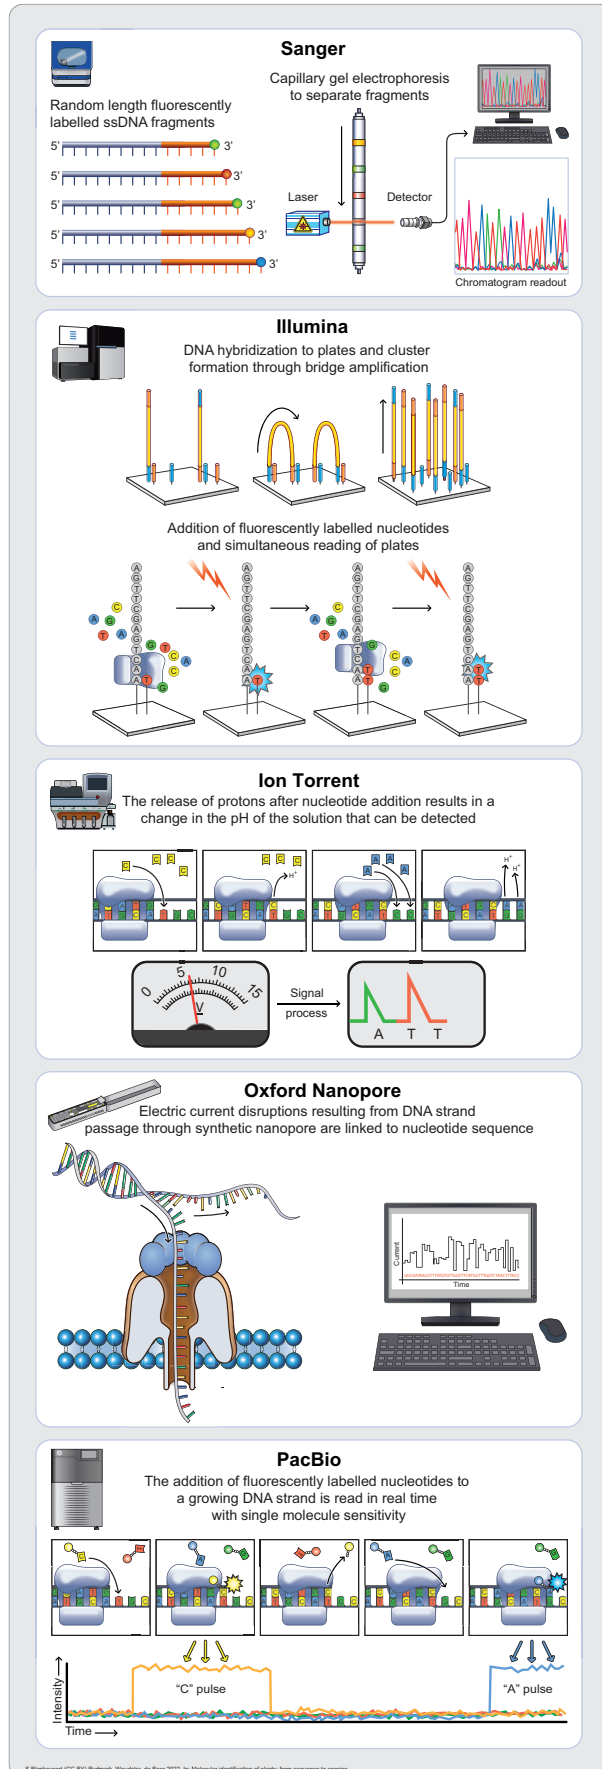 Sanger
Random length fluorescently
labelled ssDNA fragments
Capillary gel electrophoresis
to separate fragments
5' 3'
5' 3'
5' 3'
5' 3'
5' 3'
Laser
Detector
Chromatogram readout
Illumina
DNA hybridization to plates and cluster
formation through bridge amplification
Addition of fluorescently labelled nucleotides
and simultaneous reading of plates
Ion Torrent
The release of protons after nucleotide addition results in a
change in the pH of the solution that can be detected
H+
H+
H+
0 5 10 15
V
Signal
process
A T T
Oxford Nanopore
Electric current disruptions resulting from DNA strand
passage through synthetic nanopore are linked to nucleotide sequence
Current
Time
PacBio
The addition of fluorescently labelled nucleotides to
a growing DNA strand is read in real time
with single molecule sensitivity
Intensity
"C" pulse
"A" pulse
Time